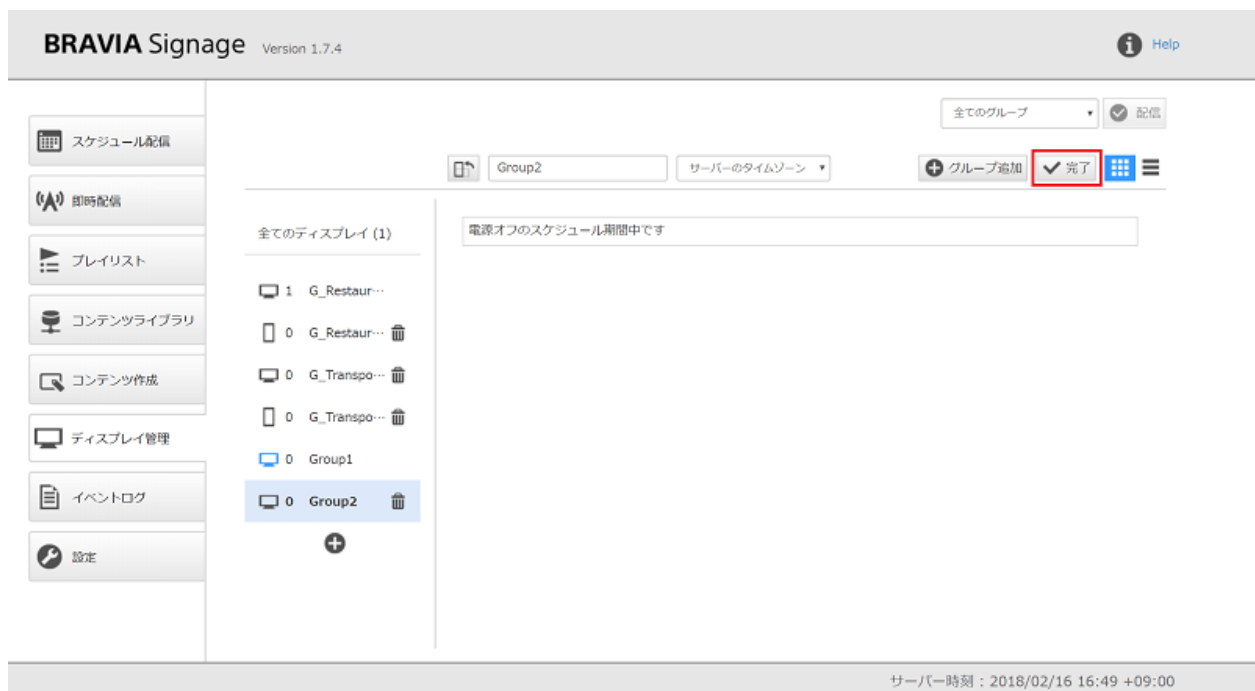 BRAVIA Signage Version 1.7.4
Help
全てのグループ
配信
スケジュール配信
即時配信
プレイリスト
コンテンツライブラリ
コンテンツ作成
ディスプレイ管理
イベントログ
設定
Group2
サーバーのタイムゾーン
グループ追加
完了
全てのディスプレイ (1)
1 G_Restaur…
0 G_Restaur…
0 G_Transpo…
0 G_Transpo…
0 Group1
0 Group2
電源オフのスケジュール期間中です
サーバー時刻 : 2018/02/16 16:49 +09:00